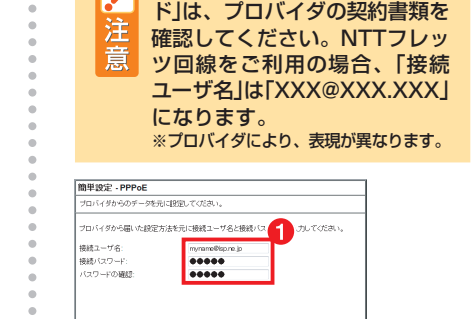 注意
ド」は、プロバイダの契約書類を
確認してください。NTTフレッ
ツ回線をご利用の場合、「接続
ユーザ名」は「XXX@XXX.XXX」
になります。
※プロバイダにより、表現が異なります。
簡単設定 - PPPoE
プロバイダからのデータを元に設定してください。
プロバイダから届いた設定方法を元に接続ユーザ名と接続パス
力してください。
1
接続ユーザ名:
myname@isp.ne.jp
接続パスワード:
●●●●●
パスワードの確認:
●●●●●